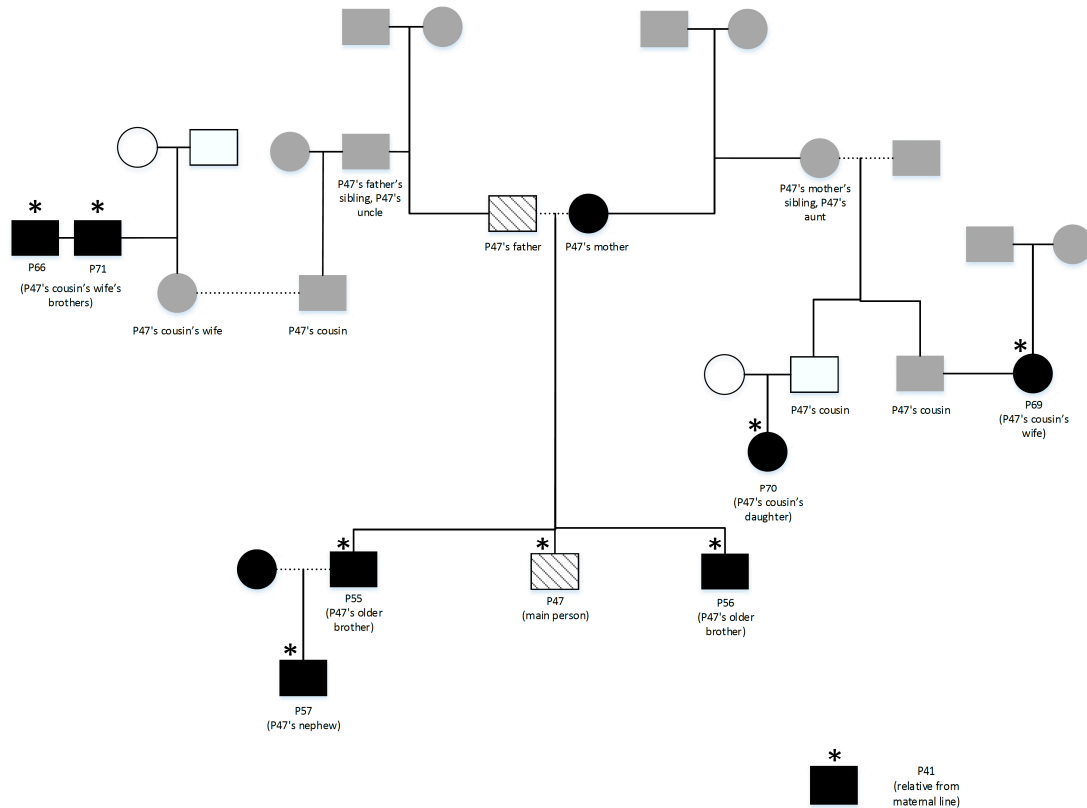 P47's father's
sibling, P47's
uncle
P47's mother's
sibling, P47's
aunt
P47's father
P47's mother
*
*
P66
P71
(P47's cousin's wife's
brothers)
P47's cousin's wife
P47's cousin
*
P47's cousin
P47's cousin
P69
(P47's cousin's
wife)
*
P70
(P47's cousin's
daughter)
*
*
*
P55
(P47's older
brother)
P47
(main person)
P56
(P47's older
brother)
*
P57
(P47's nephew)
*
P41
(relative from
maternal line)